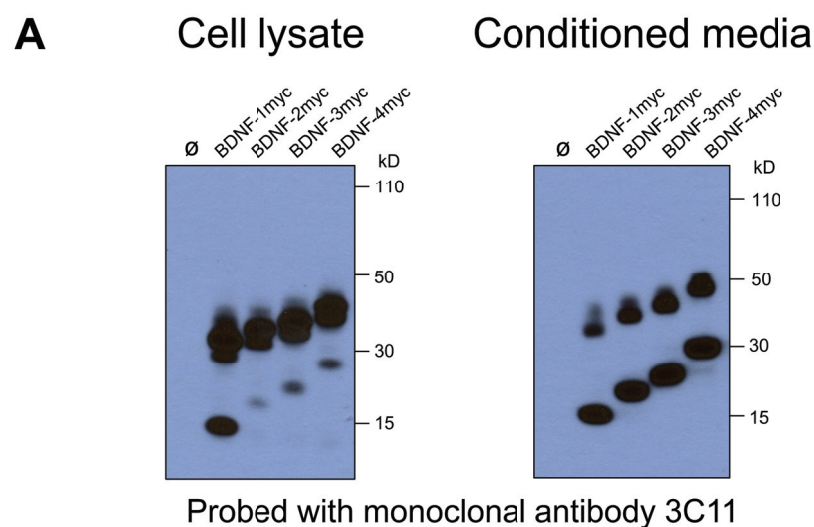 A
Cell lysate
Conditioned media
ø
BDNF-1myc
BDNF-2myc
BDNF-3myc
BDNF-4myc
kD
110
50
30
15
ø
BDNF-1myc
BDNF-2myc
BDNF-3myc
BDNF-4myc
kD
110
50
30
15
Probed with monoclonal antibody 3C11